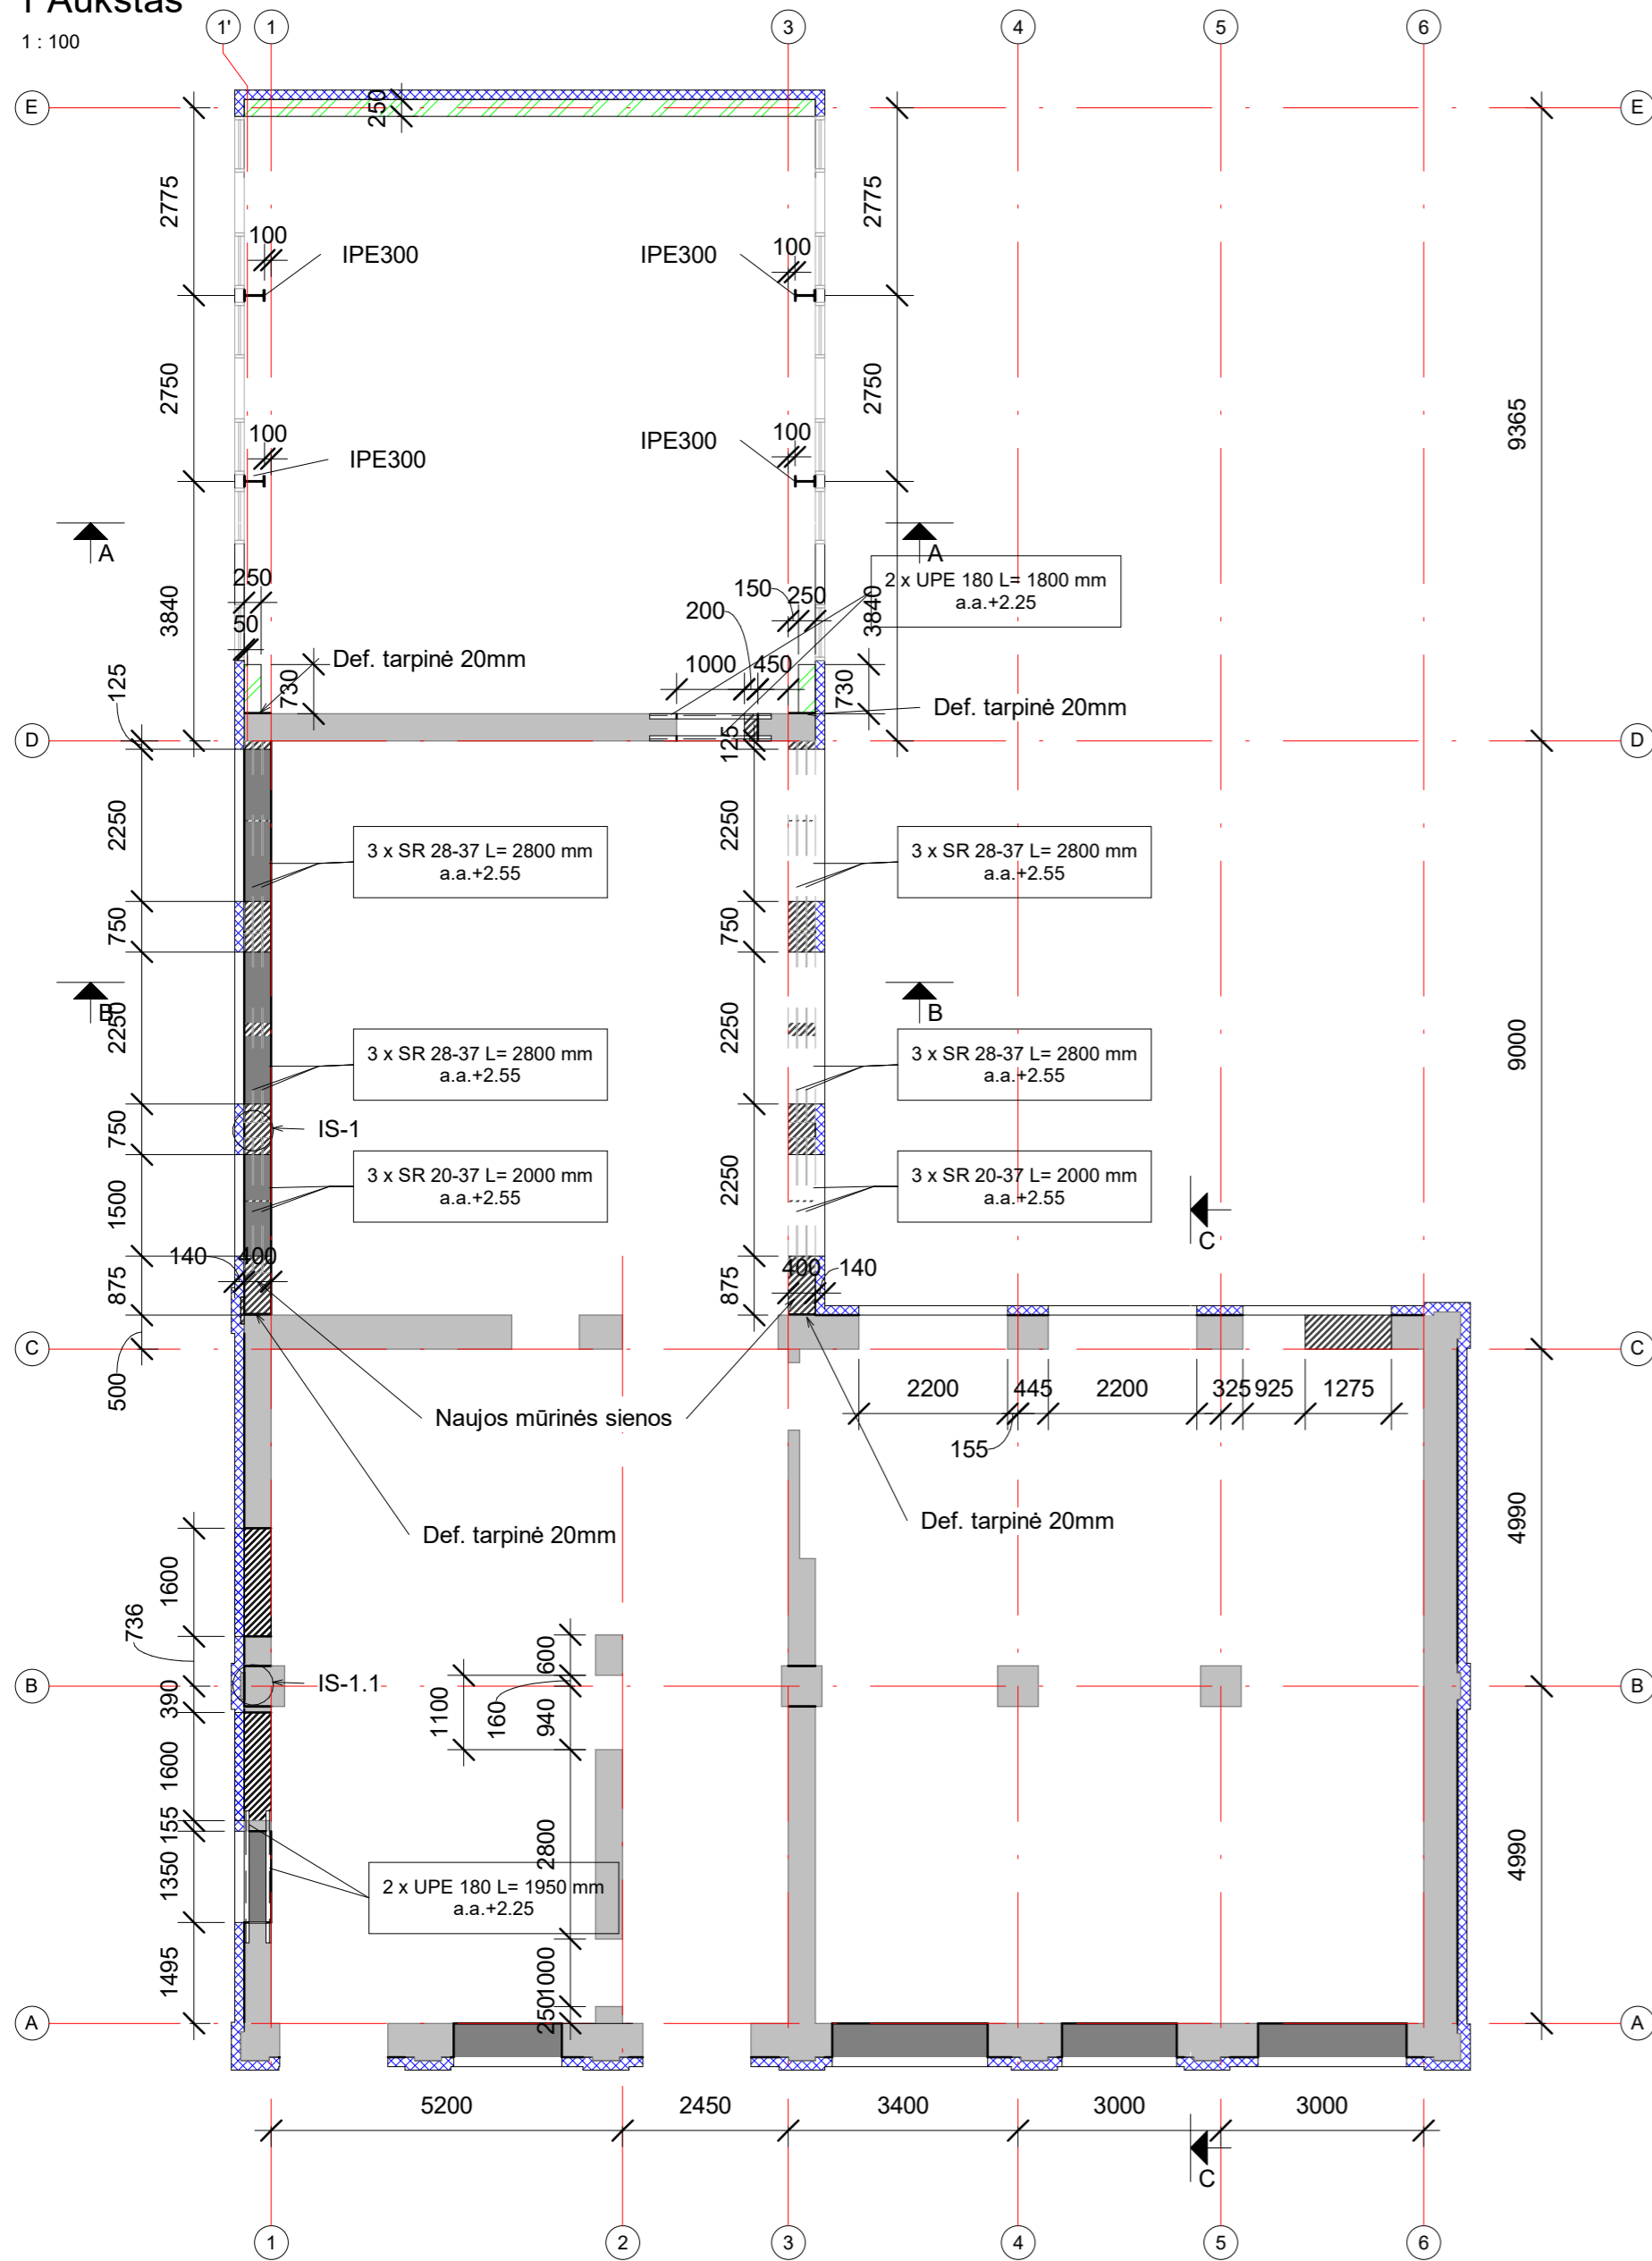 1 Aukštas
1 : 100
1'
1
3
4
5
6
E
E
250
2775
2775
100
IPE300
IPE300
100
2750
2750
9365
100
IPE300
IPE300
100
A
A
250
50
3840
150
250
200
3840
2 x UPE 180 L= 1800 mm
a.a.+2.25
Def. tarpinė 20mm
730
1000
450
730
Def. tarpinė 20mm
125
D
125
D
2250
2250
3 x SR 28-37 L= 2800 mm
a.a.+2.55
3 x SR 28-37 L= 2800 mm
a.a.+2.55
750
750
B
B
2250
2250
9000
3 x SR 28-37 L= 2800 mm
a.a.+2.55
3 x SR 28-37 L= 2800 mm
a.a.+2.55
750
IS-1
3 x SR 20-37 L= 2000 mm
a.a.+2.55
3 x SR 20-37 L= 2000 mm
a.a.+2.55
1500
2250
C
140
400
400
140
875
875
C
C
500
2200
445
2200
325
925
1275
155
Naujos mūrinės sienos
Def. tarpinė 20mm
Def. tarpinė 20mm
4990
1600
736
600
B
IS-1.1
B
390
1100
160
940
1600
155
2800
4990
1350
2 x UPE 180 L= 1950 mm
a.a.+2.25
1495
1000
250
A
A
5200
2450
3400
3000
3000
C
1
2
3
4
5
6